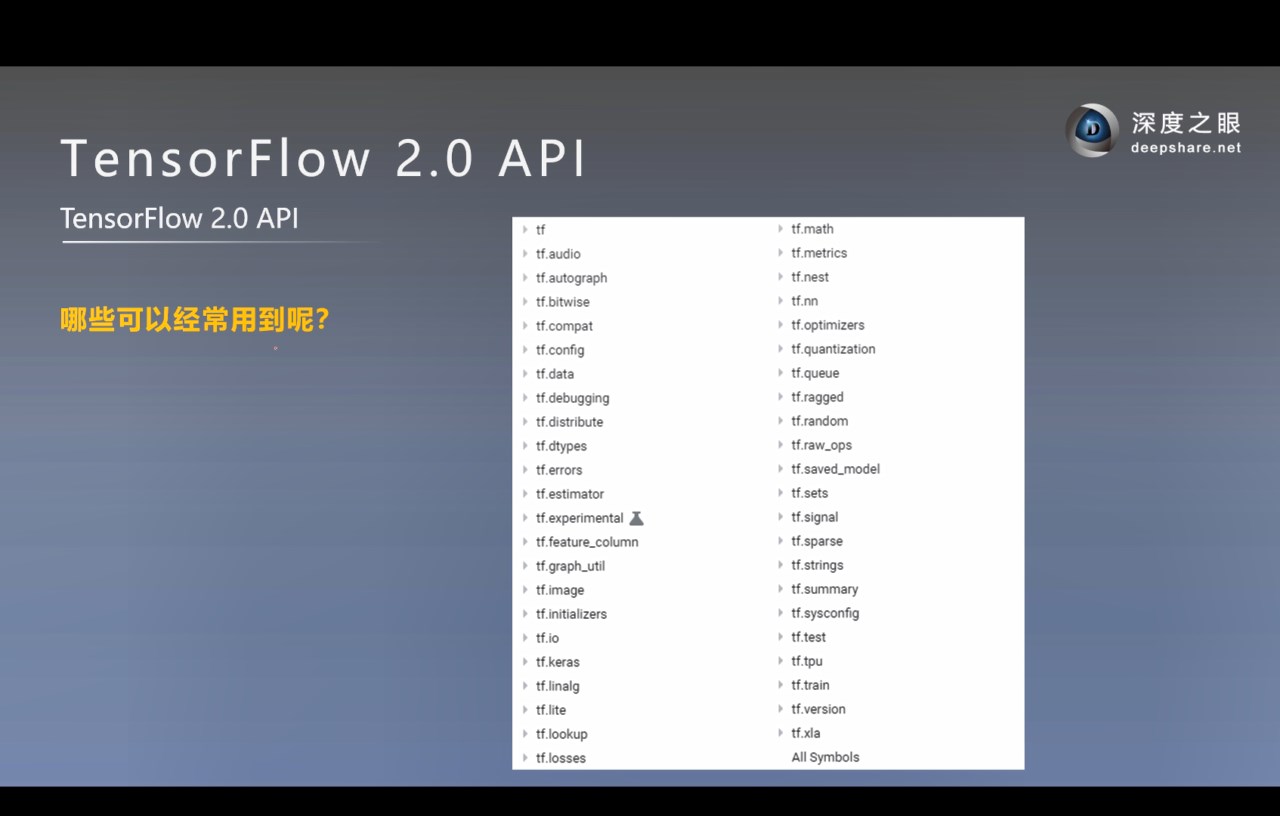 TensorFlow 2.0 API
深度之眼
deepshare.net
TensorFlow 2.0 API
哪些可以经常用到呢?
tf
tf.audio
tf.autograph
tf.bitwise
tf.compat
tf.config
tf.data
tf.debugging
tf.distribute
tf.dtypes
tf.errors
tf.estimator
tf.experimental
tf.feature_column
tf.graph_util
tf.image
tf.initializers
tf.io
tf.keras
tf.linalg
tf.lite
tf.lookup
tf.losses
tf.math
tf.metrics
tf.nest
tf.nn
tf.optimizers
tf.quantization
tf.queue
tf.ragged
tf.random
tf.raw_ops
tf.saved_model
tf.sets
tf.signal
tf.sparse
tf.strings
tf.summary
tf.sysconfig
tf.test
tf.tpu
tf.train
tf.version
tf.xla
All Symbols